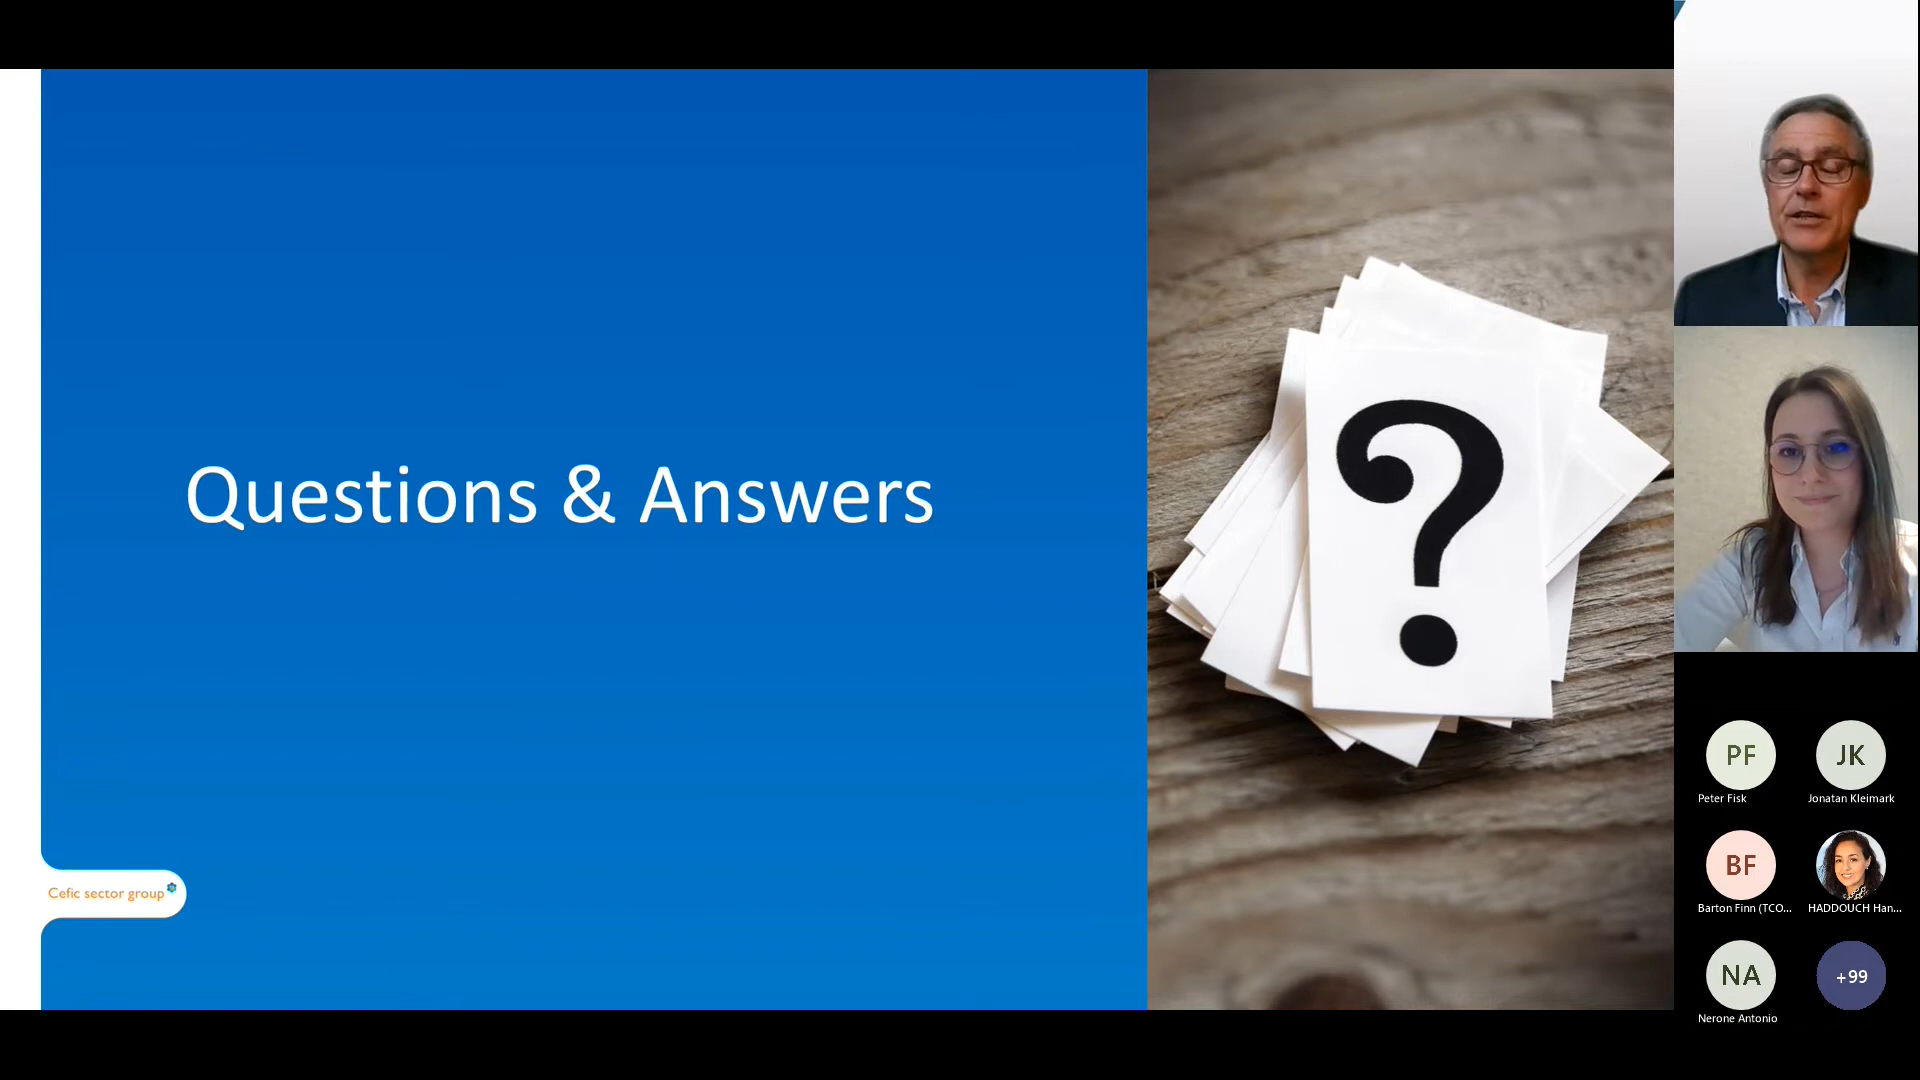 Questions & Answers
?
Cefic sector group
PF
JK
Peter Fisk
Jonatan Kleimark
BF
Barton Finn (TCO...
HADDOUCH Han...
NA
+99
Nerone Antonio